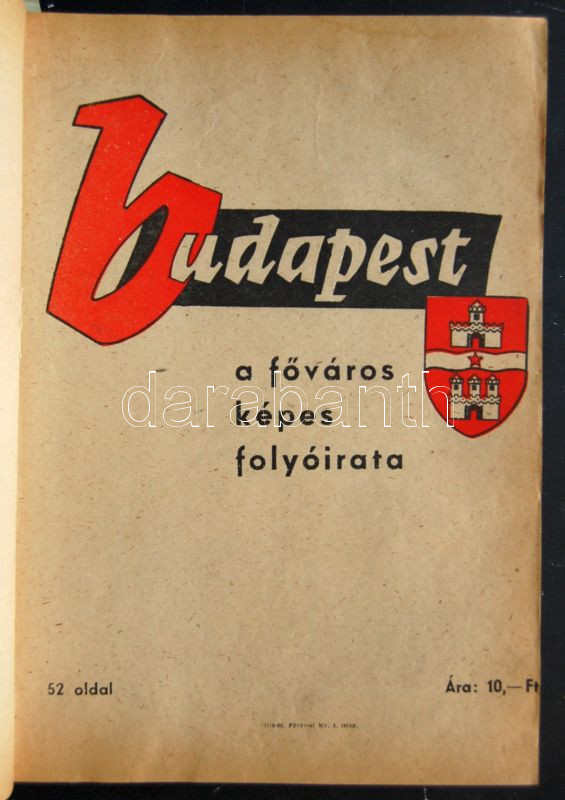 budapest
a főváros
képes
folyóirata
darabanth
52 oldal
Ára: 10,— Ft